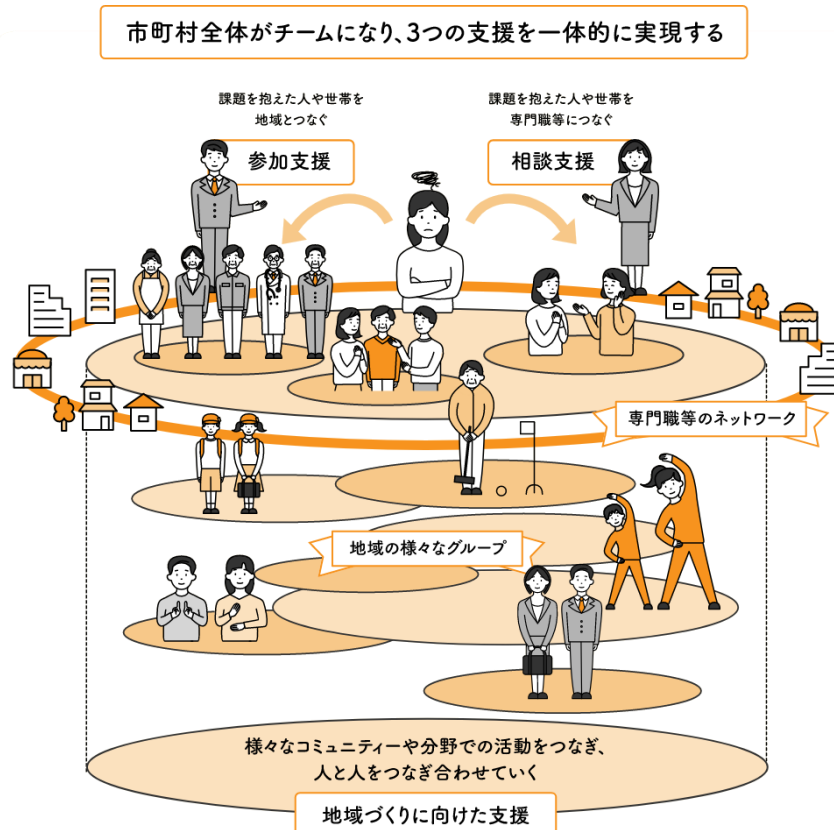 市町村全体がチームになり、3つの支援を一体的に実現する
課題を抱えた人や世帯を
地域とつなぐ
参加支援
課題を抱えた人や世帯を
専門職等につなぐ
相談支援
専門職等のネットワーク
地域の様々なグループ
様々なコミュニティーや分野での活動をつなぎ、
人と人をつなぎ合わせていく
地域づくりに向けた支援